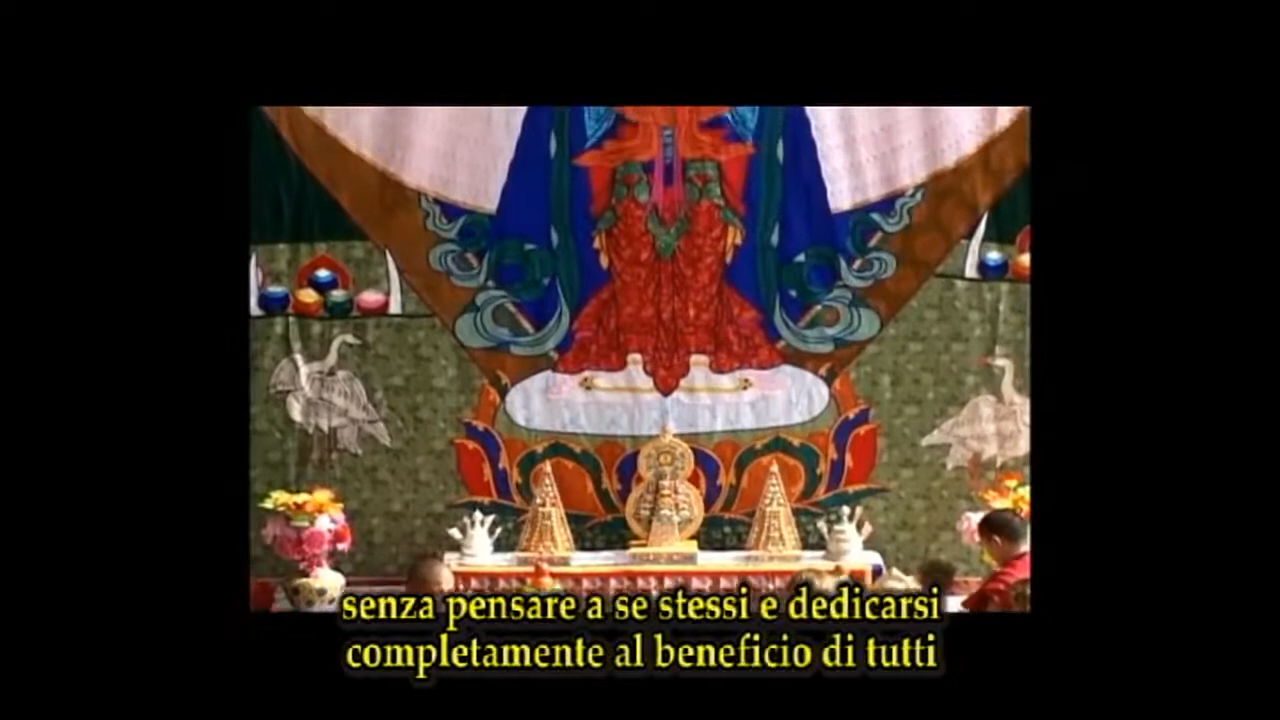 senza pensare a se stessi e dedicarsi
completamente al beneficio di tutti